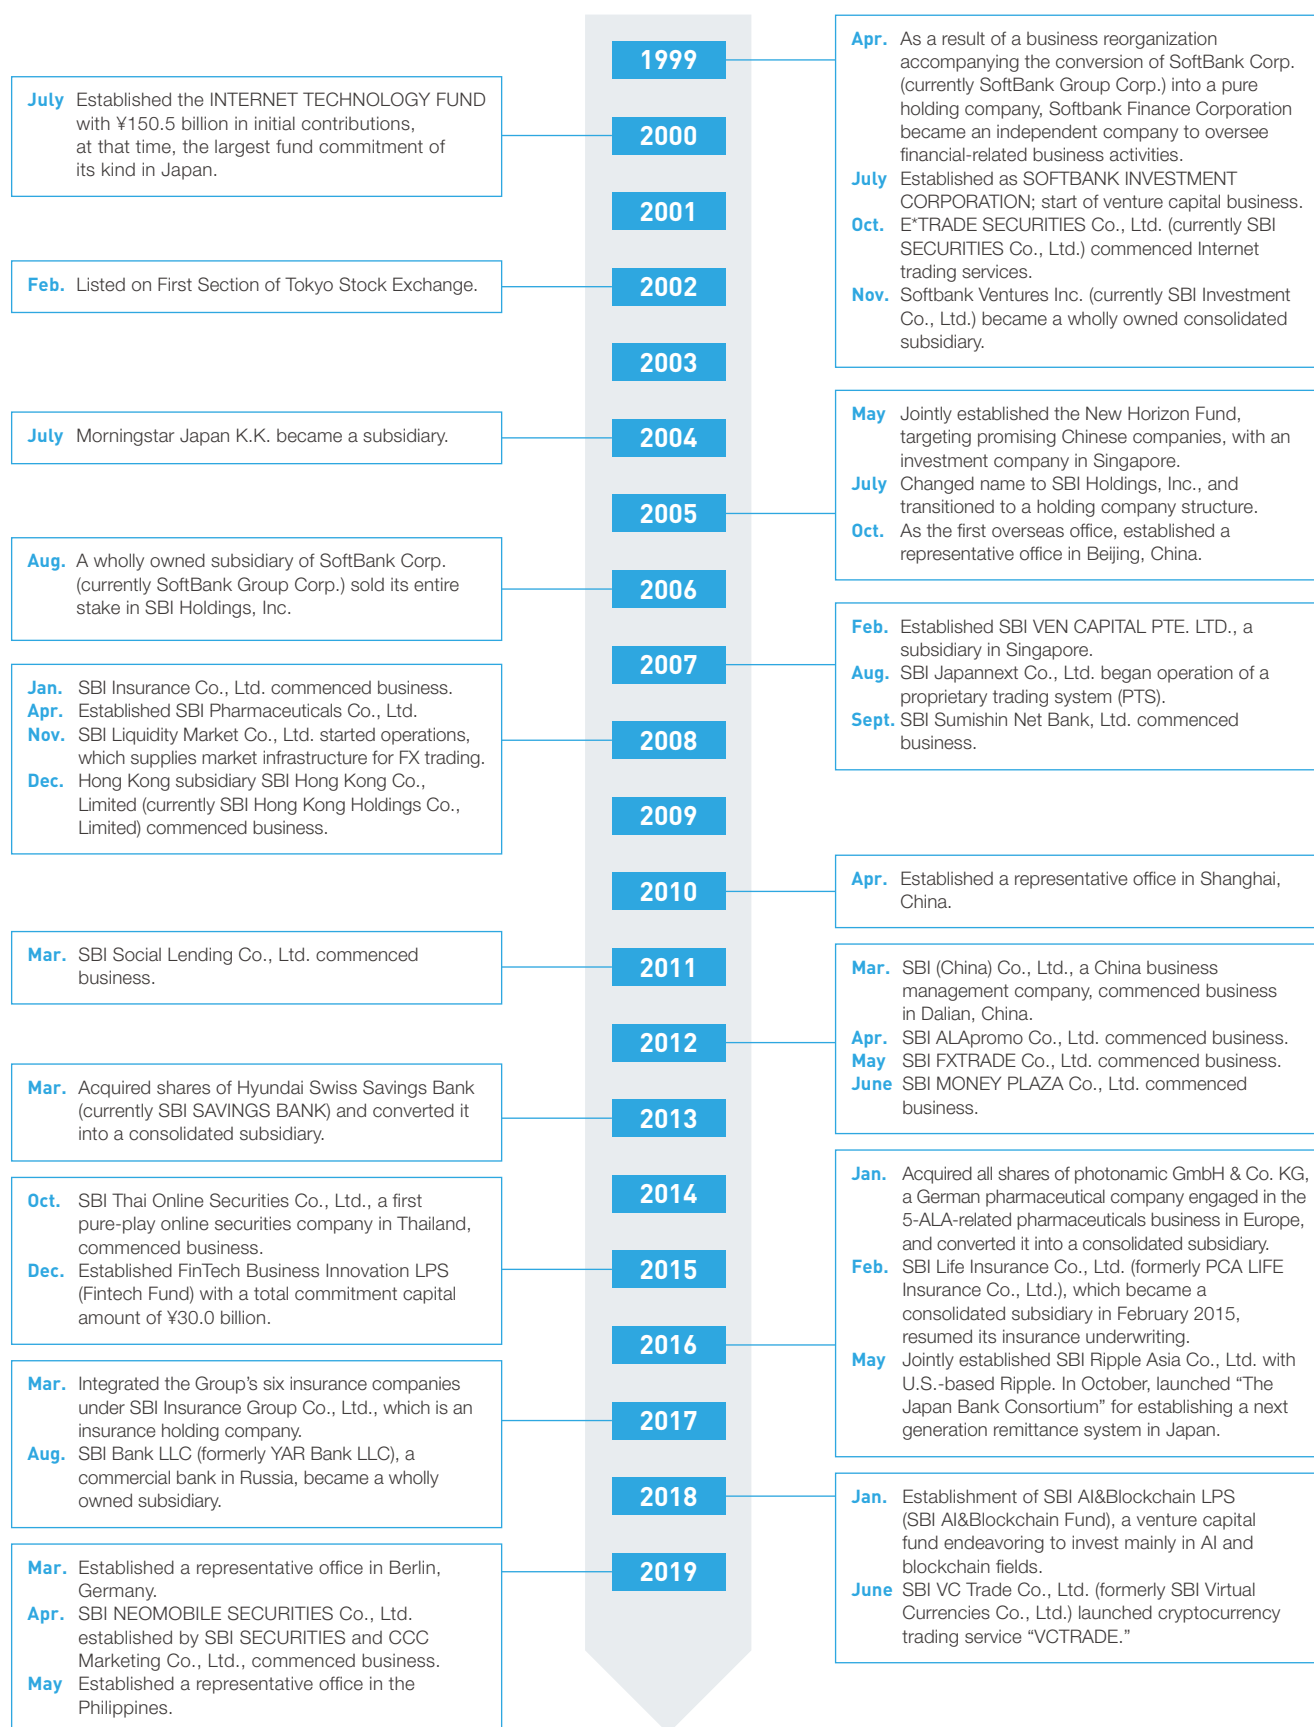 1999
Apr. As a result of a business reorganization
accompanying the conversion of SoftBank Corp.
(currently SoftBank Group Corp.) into a pure
holding company, Softbank Finance Corporation
became an independent company to oversee
financial-related business activities.
July Established as SOFTBANK INVESTMENT
CORPORATION; start of venture capital business.
Oct. E*TRADE SECURITIES Co., Ltd. (currently SBI
SECURITIES Co., Ltd.) commenced Internet
trading services.
Nov. Softbank Ventures Inc. (currently SBI Investment
Co., Ltd.) became a wholly owned consolidated
subsidiary.
July Established the INTERNET TECHNOLOGY FUND
with ¥150.5 billion in initial contributions,
at that time, the largest fund commitment of
its kind in Japan.
2000
2001
Feb. Listed on First Section of Tokyo Stock Exchange.
2002
2003
July Morningstar Japan K.K. became a subsidiary.
2004
2005
May Jointly established the New Horizon Fund,
targeting promising Chinese companies, with an
investment company in Singapore.
July Changed name to SBI Holdings, Inc., and
transitioned to a holding company structure.
Oct. As the first overseas office, established a
representative office in Beijing, China.
Aug. A wholly owned subsidiary of SoftBank Corp.
(currently SoftBank Group Corp.) sold its entire
stake in SBI Holdings, Inc.
2006
2007
Feb. Established SBI VEN CAPITAL PTE. LTD., a
subsidiary in Singapore.
Aug. SBI Japannext Co., Ltd. began operation of a
proprietary trading system (PTS).
Sept. SBI Sumishin Net Bank, Ltd. commenced
business.
Jan. SBI Insurance Co., Ltd. commenced business.
Apr. Established SBI Pharmaceuticals Co., Ltd.
Nov. SBI Liquidity Market Co., Ltd. started operations,
which supplies market infrastructure for FX trading.
Dec. Hong Kong subsidiary SBI Hong Kong Co.,
Limited (currently SBI Hong Kong Holdings Co.,
Limited) commenced business.
2008
2009
2010
Apr. Established a representative office in Shanghai,
China.
Mar. SBI Social Lending Co., Ltd. commenced
business.
2011
2012
Mar. SBI (China) Co., Ltd., a China business
management company, commenced business
in Dalian, China.
Apr. SBI ALApromo Co., Ltd. commenced business.
May SBI FXTRADE Co., Ltd. commenced business.
June SBI MONEY PLAZA Co., Ltd. commenced
business.
Mar. Acquired shares of Hyundai Swiss Savings Bank
(currently SBI SAVINGS BANK) and converted it
into a consolidated subsidiary.
2013
2014
Oct. SBI Thai Online Securities Co., Ltd., a first
pure-play online securities company in Thailand,
commenced business.
Dec. Established FinTech Business Innovation LPS
(Fintech Fund) with a total commitment capital
amount of ¥30.0 billion.
2015
2016
Jan. Acquired all shares of photonamic GmbH & Co. KG,
a German pharmaceutical company engaged in the
5-ALA-related pharmaceuticals business in Europe,
and converted it into a consolidated subsidiary.
Feb. SBI Life Insurance Co., Ltd. (formerly PCA LIFE
Insurance Co., Ltd.), which became a
consolidated subsidiary in February 2015,
resumed its insurance underwriting.
May Jointly established SBI Ripple Asia Co., Ltd. with
U.S.-based Ripple. In October, launched “The
Japan Bank Consortium” for establishing a next
generation remittance system in Japan.
Mar. Integrated the Group’s six insurance companies
under SBI Insurance Group Co., Ltd., which is an
insurance holding company.
Aug. SBI Bank LLC (formerly YAR Bank LLC), a
commercial bank in Russia, became a wholly
owned subsidiary.
2017
2018
Jan. Establishment of SBI AI&Blockchain LPS
(SBI AI&Blockchain Fund), a venture capital
fund endeavoring to invest mainly in AI and
blockchain fields.
June SBI VC Trade Co., Ltd. (formerly SBI Virtual
Currencies Co., Ltd.) launched cryptocurrency
trading service “VCTRADE.”
Mar. Established a representative office in Berlin,
Germany.
Apr. SBI NEOMOBILE SECURITIES Co., Ltd.
established by SBI SECURITIES and CCC
Marketing Co., Ltd., commenced business.
May Established a representative office in the
Philippines.
2019